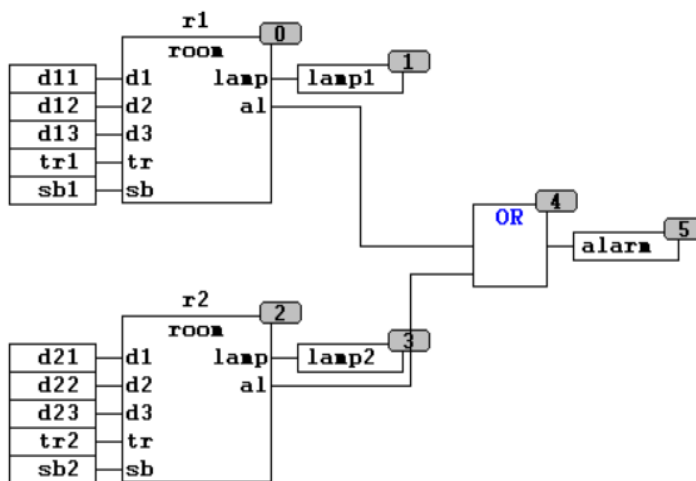 r1
0
room
1
d11 d1 lamp lamp1
d12 d2 al
d13 d3
tr1 tr
sb1 sb
4
OR
5
alarm
r2
2
room
3
d21 d1 lamp lamp2
d22 d2 al
d23 d3
tr2 tr
sb2 sb